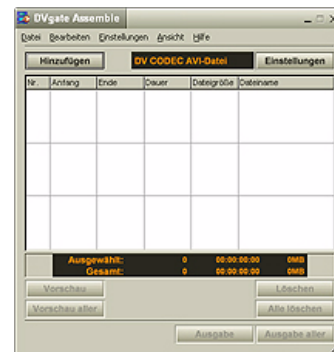 DVgate Assemble
Datei Bearbeiten Einstellungen Ansicht Hilfe
Hinzufügen DV CODEC AVI-Datei Einstellungen
Nr. Anfang Ende Dauer Dateigröße Dateiname
Ausgewählt: 0 00:00:00:00 0MB
Gesamt: 0 00:00:00:00 0MB
Vorschau Löschen
Vorschau aller Alle löschen
Ausgabe Ausgabe aller